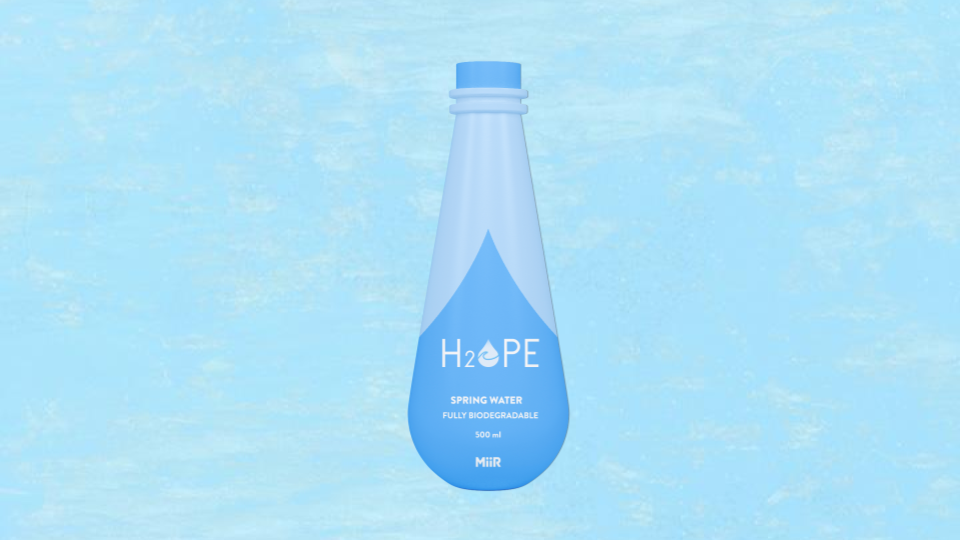 H2OPE
SPRING WATER
FULLY BIODEGRADABLE
500 ml
MiiR